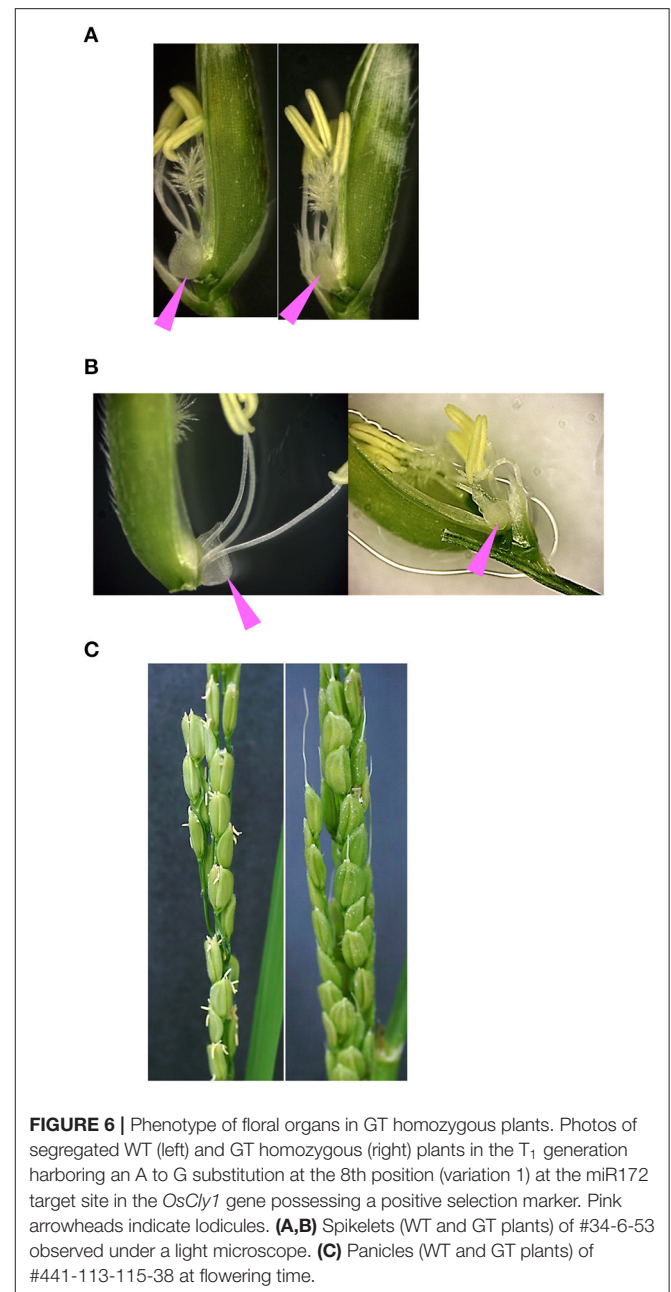 A
B
C
FIGURE 6 | Phenotype of floral organs in GT homozygous plants. Photos of
segregated WT (left) and GT homozygous (right) plants in the T1 generation
harboring an A to G substitution at the 8th position (variation 1) at the miR172
target site in the OsCly1 gene possessing a positive selection marker. Pink
arrowheads indicate lodicules. (A,B) Spikelets (WT and GT plants) of #34-6-53
observed under a light microscope. (C) Panicles (WT and GT plants) of
#441-113-115-38 at flowering time.